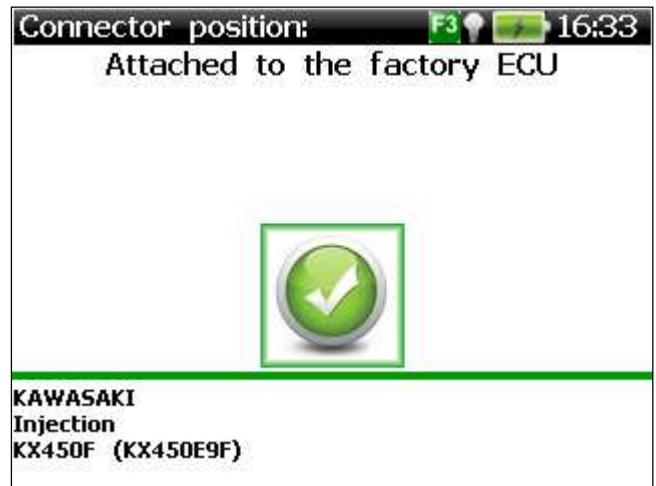 Connector position: F3 16:33
Attached to the factory ECU
KAWASAKI
Injection
KX450F (KX450E9F)